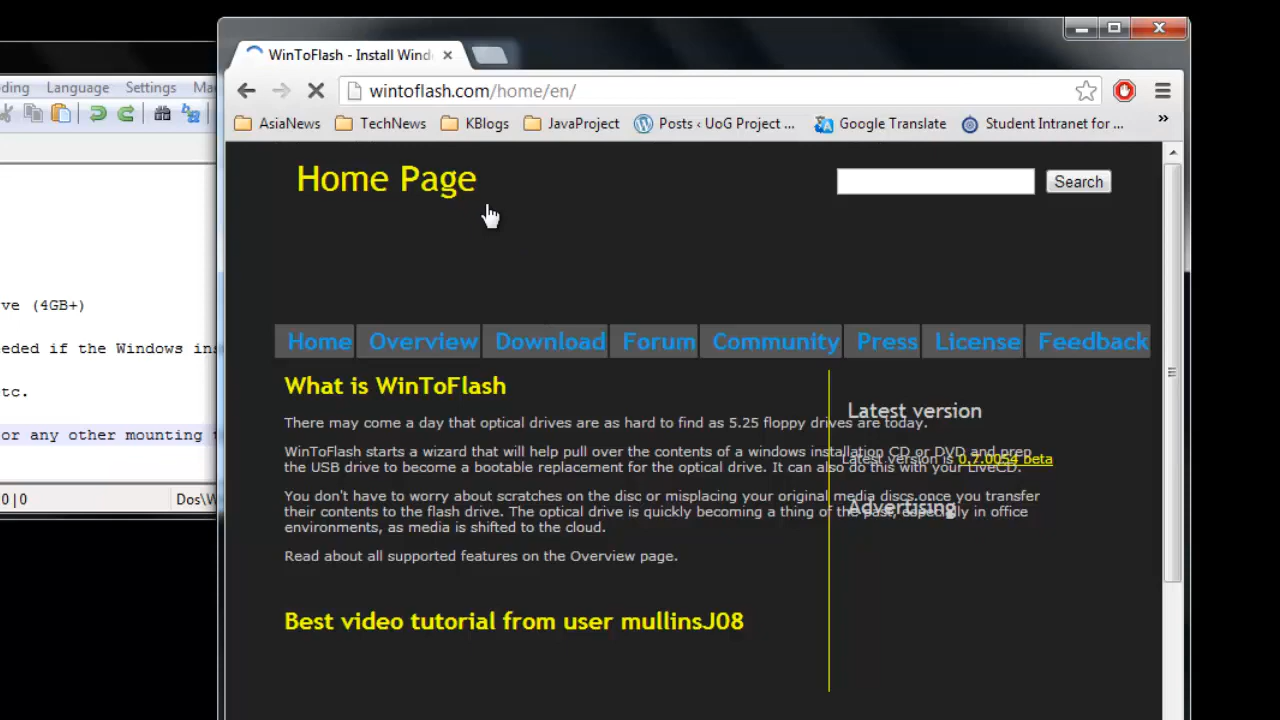 WinToFlash - Install Wind
ding Language Settings Ma
wintoflash.com/home/en/
AsiaNews TechNews KBlogs JavaProject Posts ‹ UoG Project ... Google Translate Student Intranet for ... »
Home Page
Search
ve (4GB+)
eded if the Windows ins
tc.
or any other mounting
0|0 Dos\W
Home Overview Download Forum Community Press License Feedback
What is WinToFlash
There may come a day that optical drives are as hard to find as 5.25 floppy drives are today.
WinToFlash starts a wizard that will help pull over the contents of a windows installation CD or DVD and prep
the USB drive to become a bootable replacement for the optical drive. It can also do this with your LiveCD.
You don't have to worry about scratches on the disc or misplacing your original media discs once you transfer
their contents to the flash drive. The optical drive is quickly becoming a thing of the past, especially in office
environments, as media is shifted to the cloud.
Read about all supported features on the Overview page.
Best video tutorial from user mullinsJ08
Latest version
Latest version is 0.7.0054 beta
Advertising